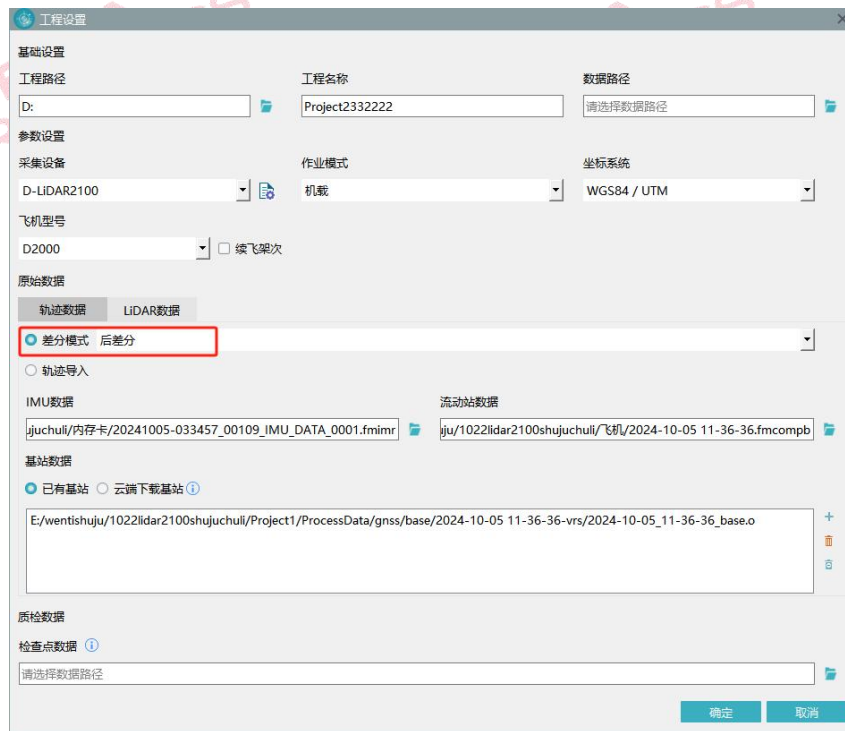 工程设置
基础设置
工程路径 工程名称 数据路径
D: Project2332222 请选择数据路径
参数设置
采集设备 作业模式 坐标系统
D-LiDAR2100 机载 WGS84 / UTM
飞机型号
D2000 续飞架次
原始数据
轨迹数据 LiDAR数据
差分模式 后差分
轨迹导入
IMU数据 流动站数据
ujuchuli/内存卡/20241005-033457_00109_IMU_DATA_0001.fmimr iju/1022lidar2100shujuchuli/飞机/2024-10-05 11-36-36.fmcompb
基站数据
已有基站 云端下载基站
E:/wentishuju/1022lidar2100shujuchuli/Project1/ProcessData/gnss/base/2024-10-05 11-36-36-vrs/2024-10-05_11-36-36_base.o
质检数据
检查点数据
请选择数据路径
确定 取消